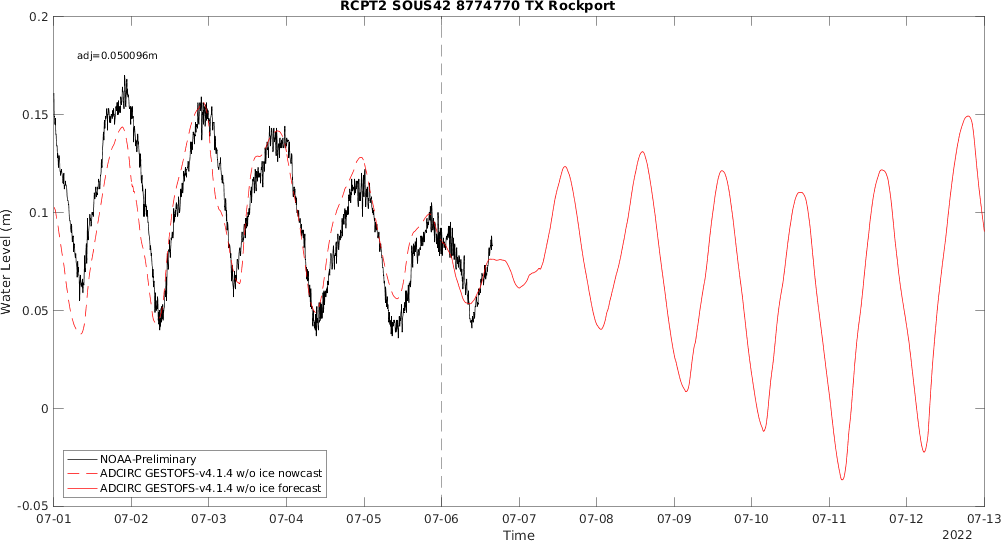 RCPT2 SOUS42 8774770 TX Rockport
adj=0.050096m
0.2
0.15
0.1
0.05
0
-0.05
Water Level (m)
NOAA-Preliminary
ADCIRC GESTOFS-v4.1.4 w/o ice nowcast
ADCIRC GESTOFS-v4.1.4 w/o ice forecast
07-01 07-02 07-03 07-04 07-05 07-06 07-07 07-08 07-09 07-10 07-11 07-12 07-13
Time
2022